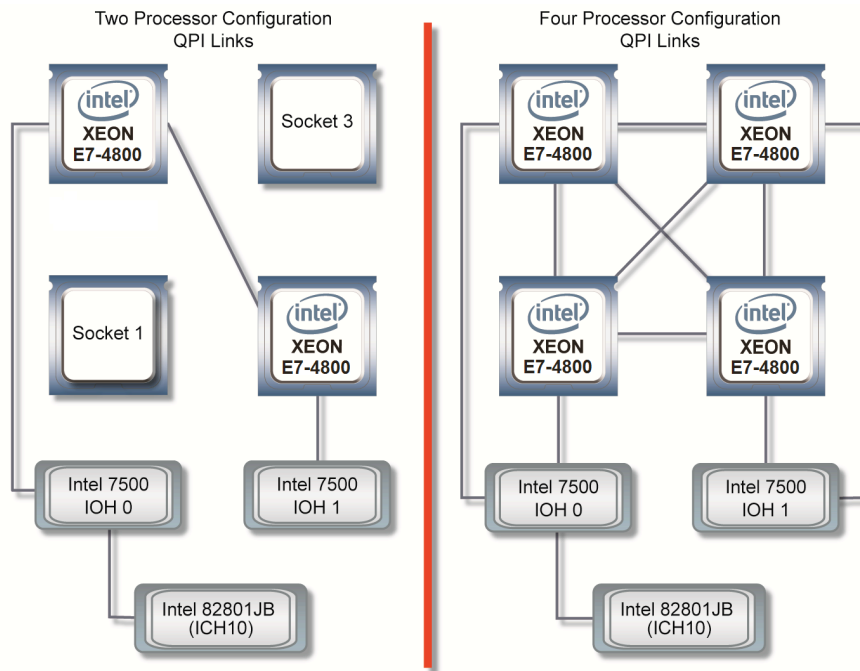 Two Processor Configuration
QPI Links
intel
XEON
E7-4800
Socket 3
Socket 1
intel
XEON
E7-4800
Intel 7500
IOH 0
Intel 7500
IOH 1
Intel 82801JB
(ICH10)
Four Processor Configuration
QPI Links
intel
XEON
E7-4800
intel
XEON
E7-4800
intel
XEON
E7-4800
intel
XEON
E7-4800
Intel 7500
IOH 0
Intel 7500
IOH 1
Intel 82801JB
(ICH10)